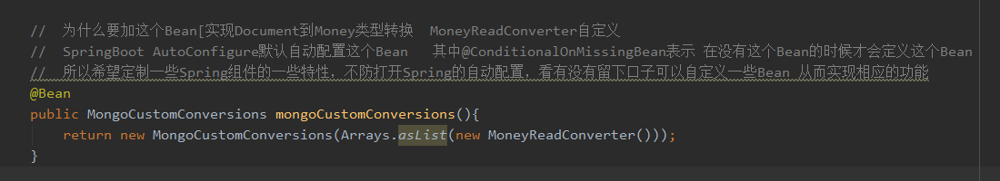 //  为什么要加这个Bean[实现Document到Money类型转换  MoneyReadConverter自定义
//  SpringBoot AutoConfigure默认自动配置这个Bean   其中@ConditionalOnMissingBean表示 在没有这个Bean的时候才会定义这个Bean
//  所以希望定制一些Spring组件的一些特性，不防打开Spring的自动配置，看有没有留下口子可以自定义一些Bean 从而实现相应的功能
@Bean
public MongoCustomConversions mongoCustomConversions(){
    return new MongoCustomConversions(Arrays.asList(new MoneyReadConverter()));
}